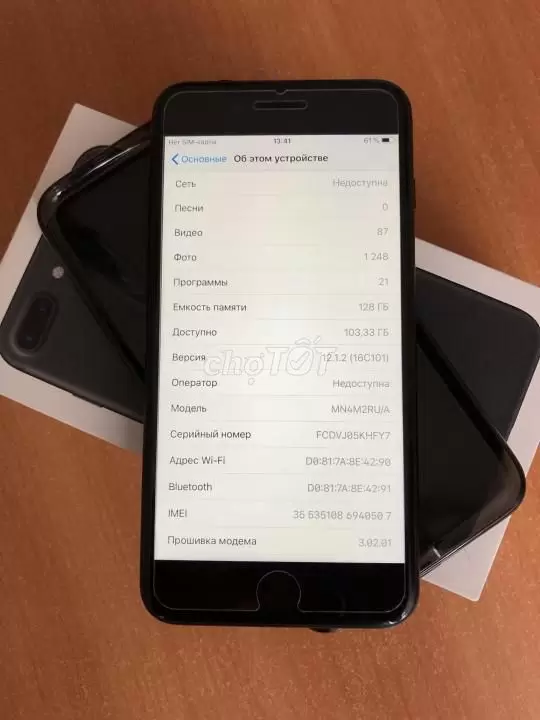 Нет SIM-карты 13:41 61 %
Основные Об этом устройстве
Сеть Недоступна
Песни 0
Видео 87
Фото 1 248
Программы 21
Емкость памяти 128 ГБ
Доступно 103,33 ГБ
Версия 12.1.2 (16C101)
choTỐT
Оператор Недоступна
Модель MN4M2RU/A
Серийный номер FCDVJ05KHFY7
Адрес Wi-Fi D0:81:7A:8E:42:90
Bluetooth D0:81:7A:8E:42:91
IMEI 35 535108 694050 7
Прошивка модема 3.02.01